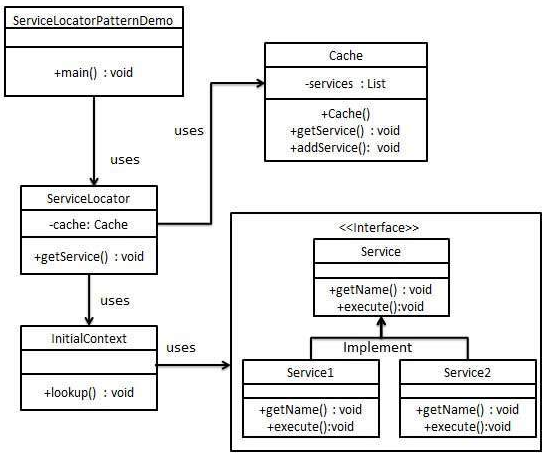 ServiceLocatorPatternDemo
+main() : void
uses
Cache
-services : List
+Cache()
+getService() : void
+addService(): void
uses
ServiceLocator
-cache: Cache
+getService() : void
uses
InitialContext
+lookup() : void
uses
<<Interface>>
Service
+getName() : void
+execute():void
Implement
Service1
+getName() : void
+execute():void
Service2
+getName() : void
+execute():void